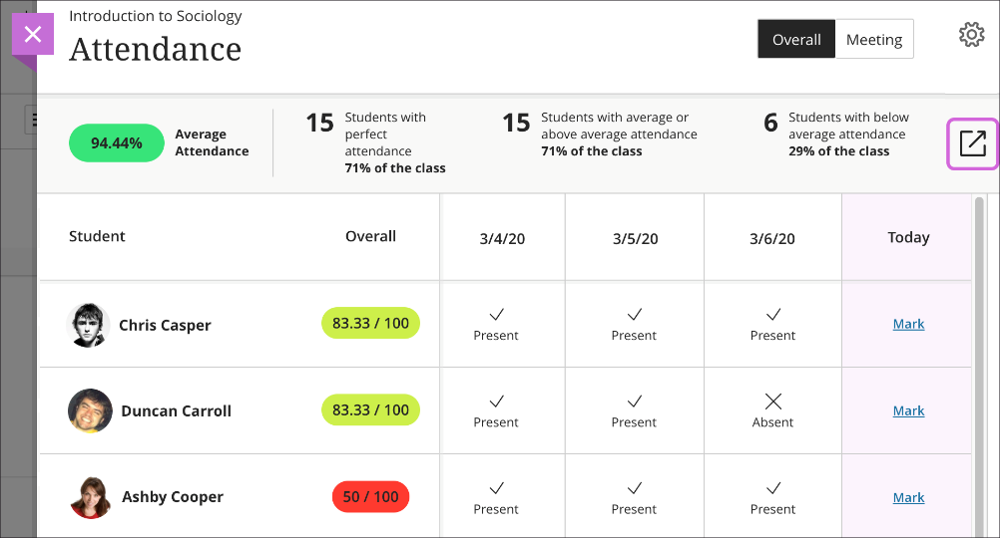 Introduction to Sociology
Attendance
Overall Meeting
94.44%
Average
Attendance
15
Students with
perfect
attendance
71% of the class
15
Students with average or
above average attendance
71% of the class
6
Students with below
average attendance
29% of the class
Student Overall 3/4/20 3/5/20 3/6/20 Today
Chris Casper 83.33 / 100 Present Present Present Mark
Duncan Carroll 83.33 / 100 Present Present Absent Mark
Ashby Cooper 50 / 100 Present Present Present Mark